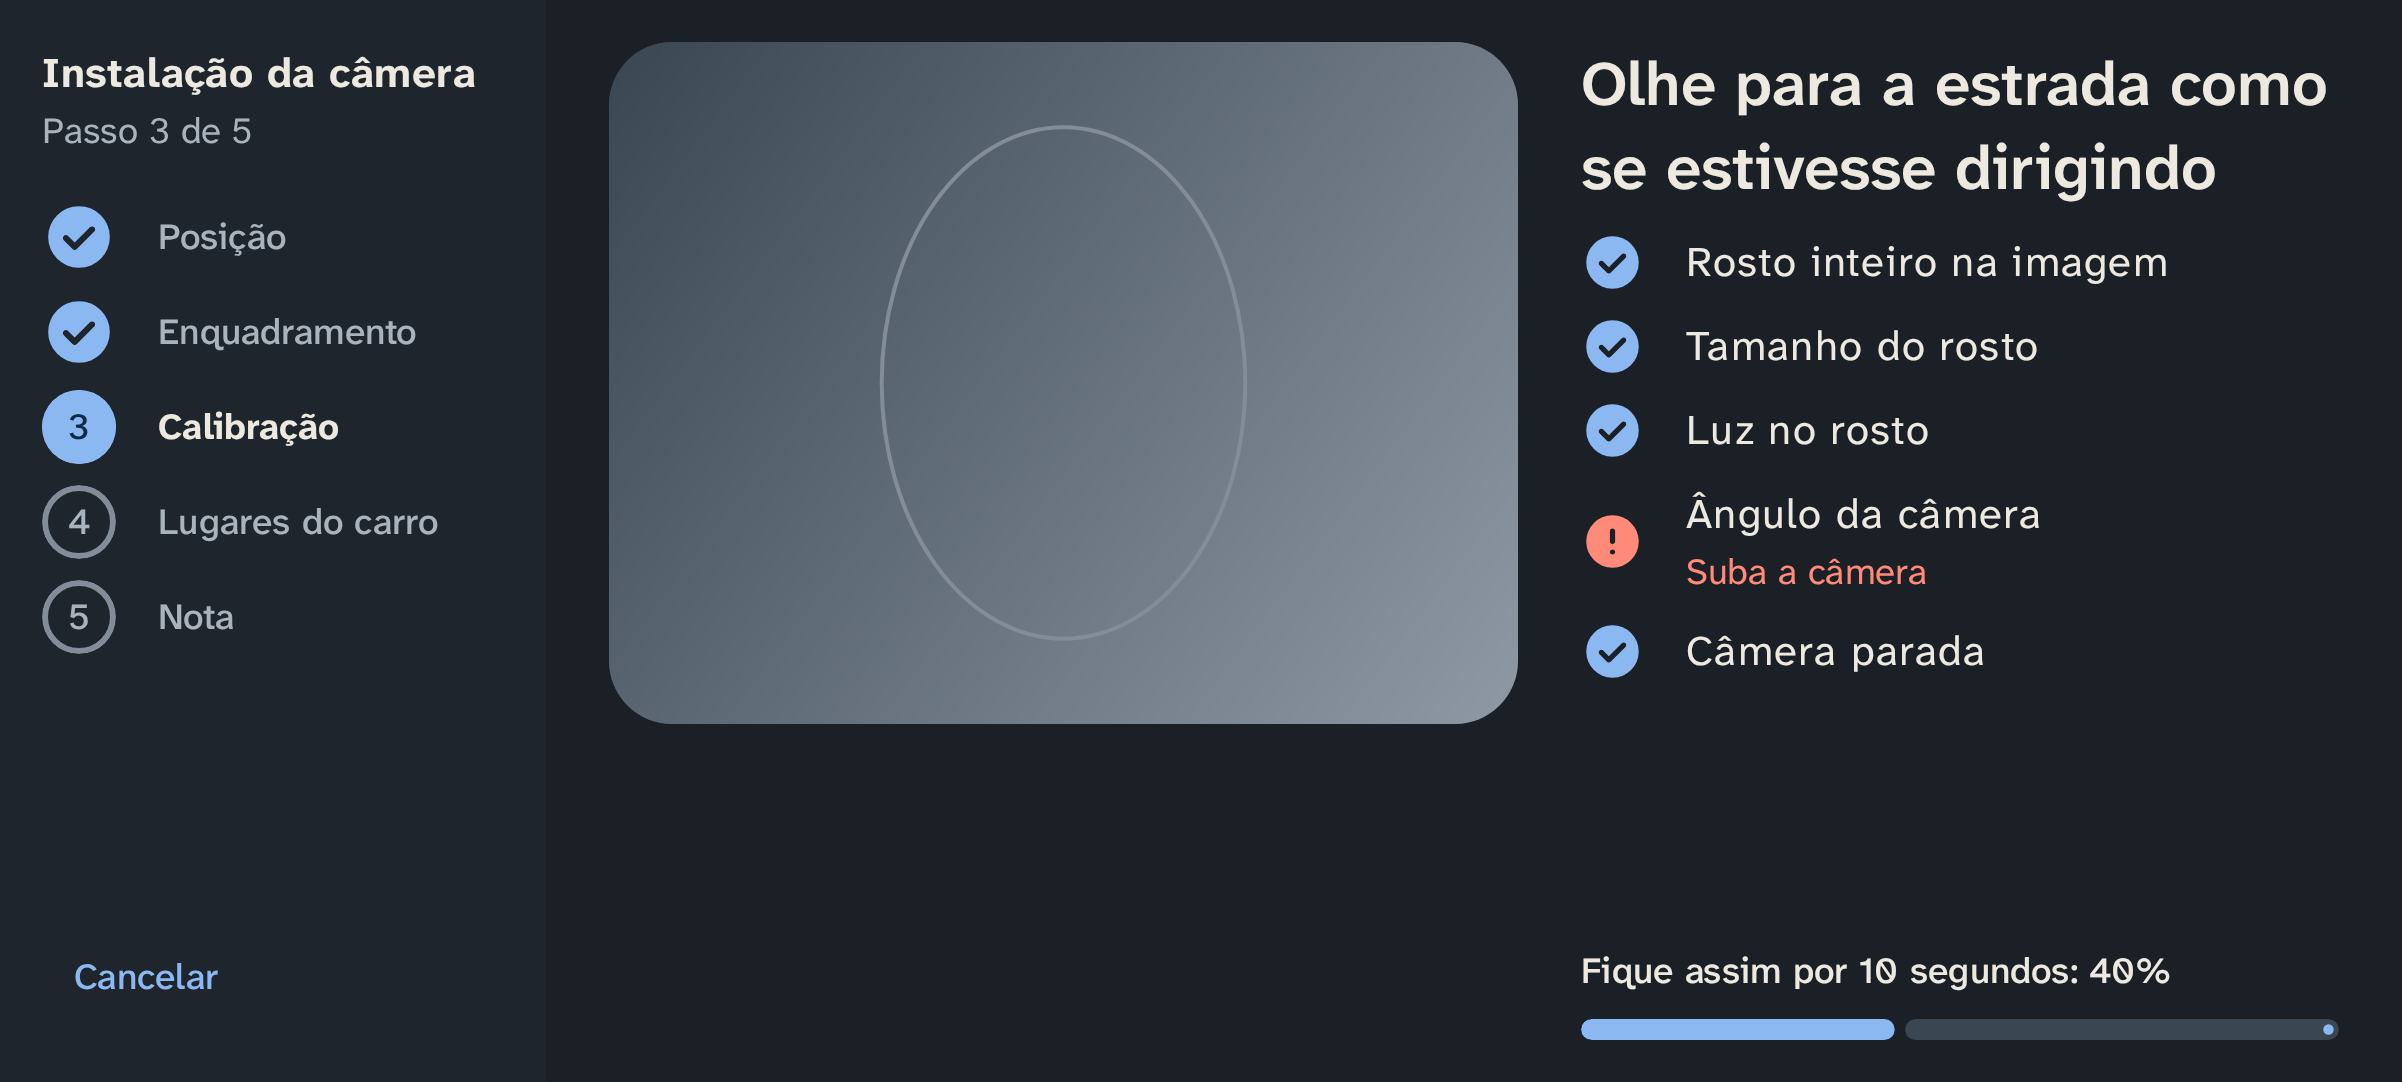 Instalação da câmera
Passo 3 de 5
Posição
Enquadramento
3 Calibração
4 Lugares do carro
5 Nota
Cancelar
Olhe para a estrada como
se estivesse dirigindo
Rosto inteiro na imagem
Tamanho do rosto
Luz no rosto
Ângulo da câmera
Suba a câmera
Câmera parada
Fique assim por 10 segundos: 40%